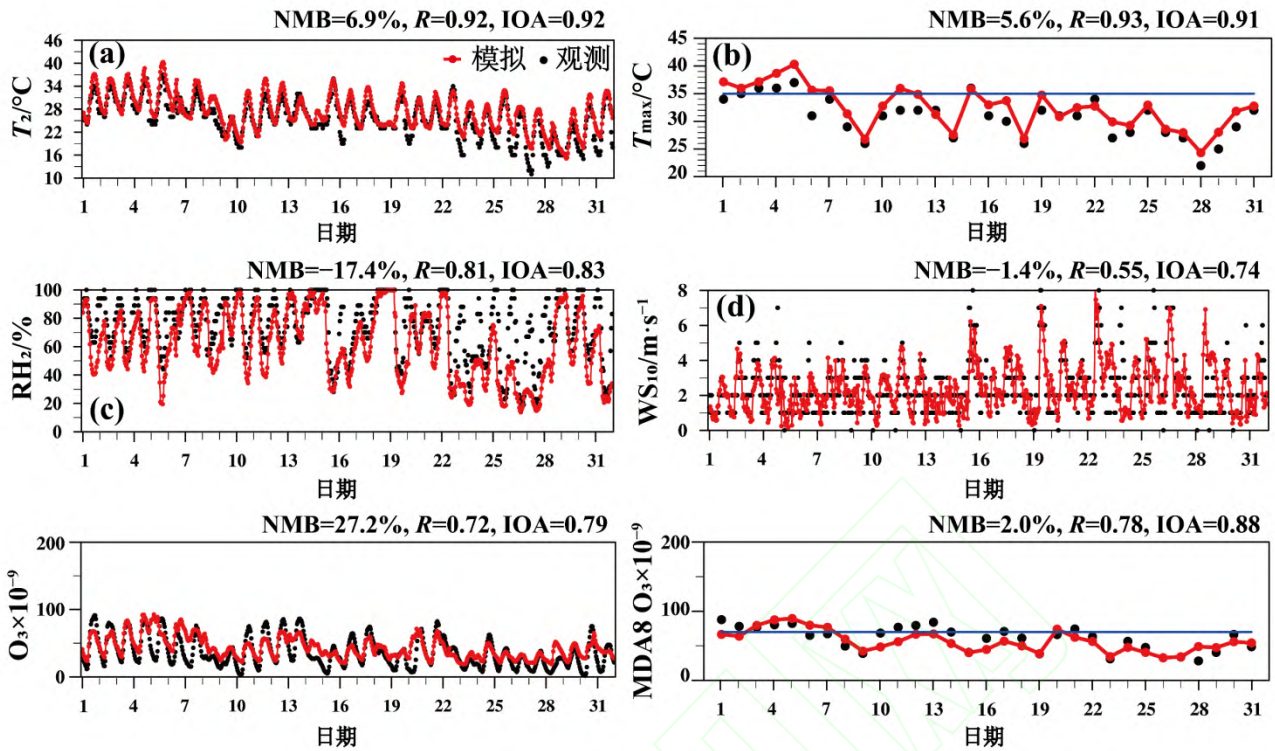 NMB=6.9%, R=0.92, IOA=0.92
(a)
模拟 观测
T₂/°C
46
40
34
28
22
16
10
1 4 7 10 13 16 19 22 25 28 31
日期
NMB=5.6%, R=0.93, IOA=0.91
(b)
Tmax/°C
45
40
35
30
25
20
1 4 7 10 13 16 19 22 25 28 31
日期
NMB=−17.4%, R=0.81, IOA=0.83
RH₂/%
100
80
60
40
20
0
(c)
1 4 7 10 13 16 19 22 25 28 31
日期
NMB=−1.4%, R=0.55, IOA=0.74
(d)
WS₁₀/m·s⁻¹
8
6
4
2
0
1 4 7 10 13 16 19 22 25 28 31
日期
NMB=27.2%, R=0.72, IOA=0.79
O₃×10⁻⁹
200
100
0
1 4 7 10 13 16 19 22 25 28 31
日期
NMB=2.0%, R=0.78, IOA=0.88
MDA8 O₃×10⁻⁹
200
100
0
1 4 7 10 13 16 19 22 25 28 31
日期